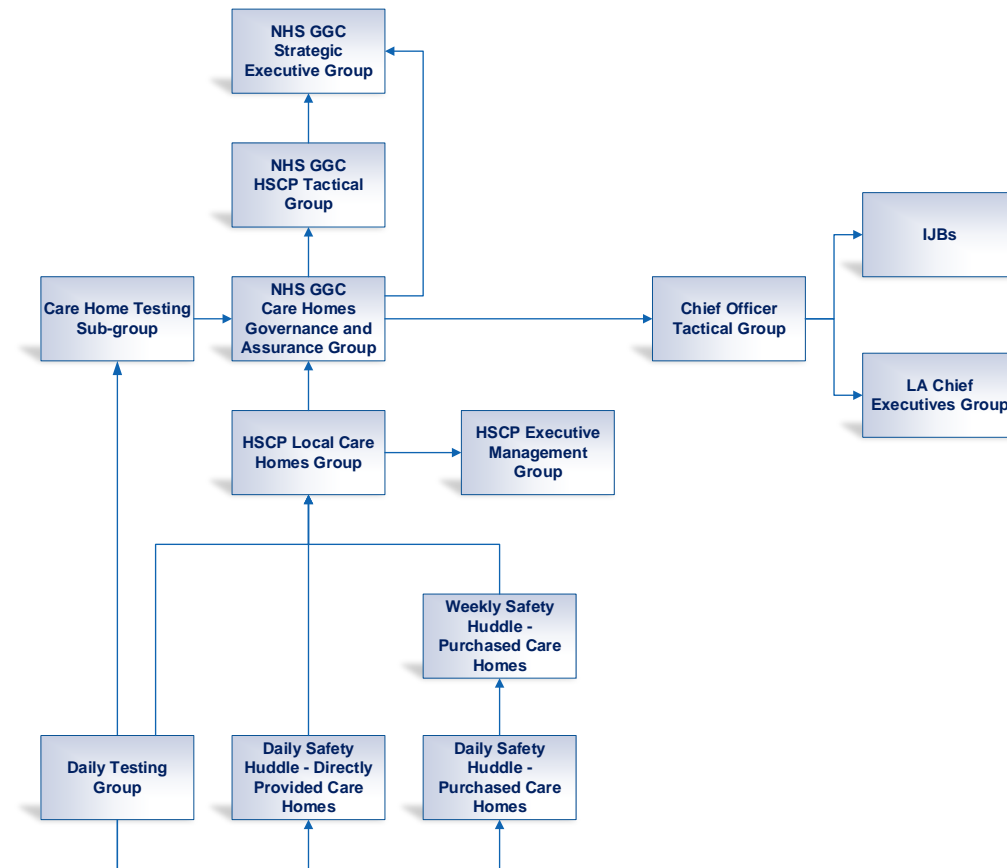 NHS GGC
Strategic
Executive Group
NHS GGC
HSCP Tactical
Group
IJBs
Care Home Testing
Sub-group
NHS GGC
Care Homes
Governance and
Assurance Group
Chief Officer
Tactical Group
LA Chief
Executives Group
HSCP Local Care
Homes Group
HSCP Executive
Management
Group
Weekly Safety
Huddle -
Purchased Care
Homes
Daily Testing
Group
Daily Safety
Huddle - Directly
Provided Care
Homes
Daily Safety
Huddle -
Purchased Care
Homes